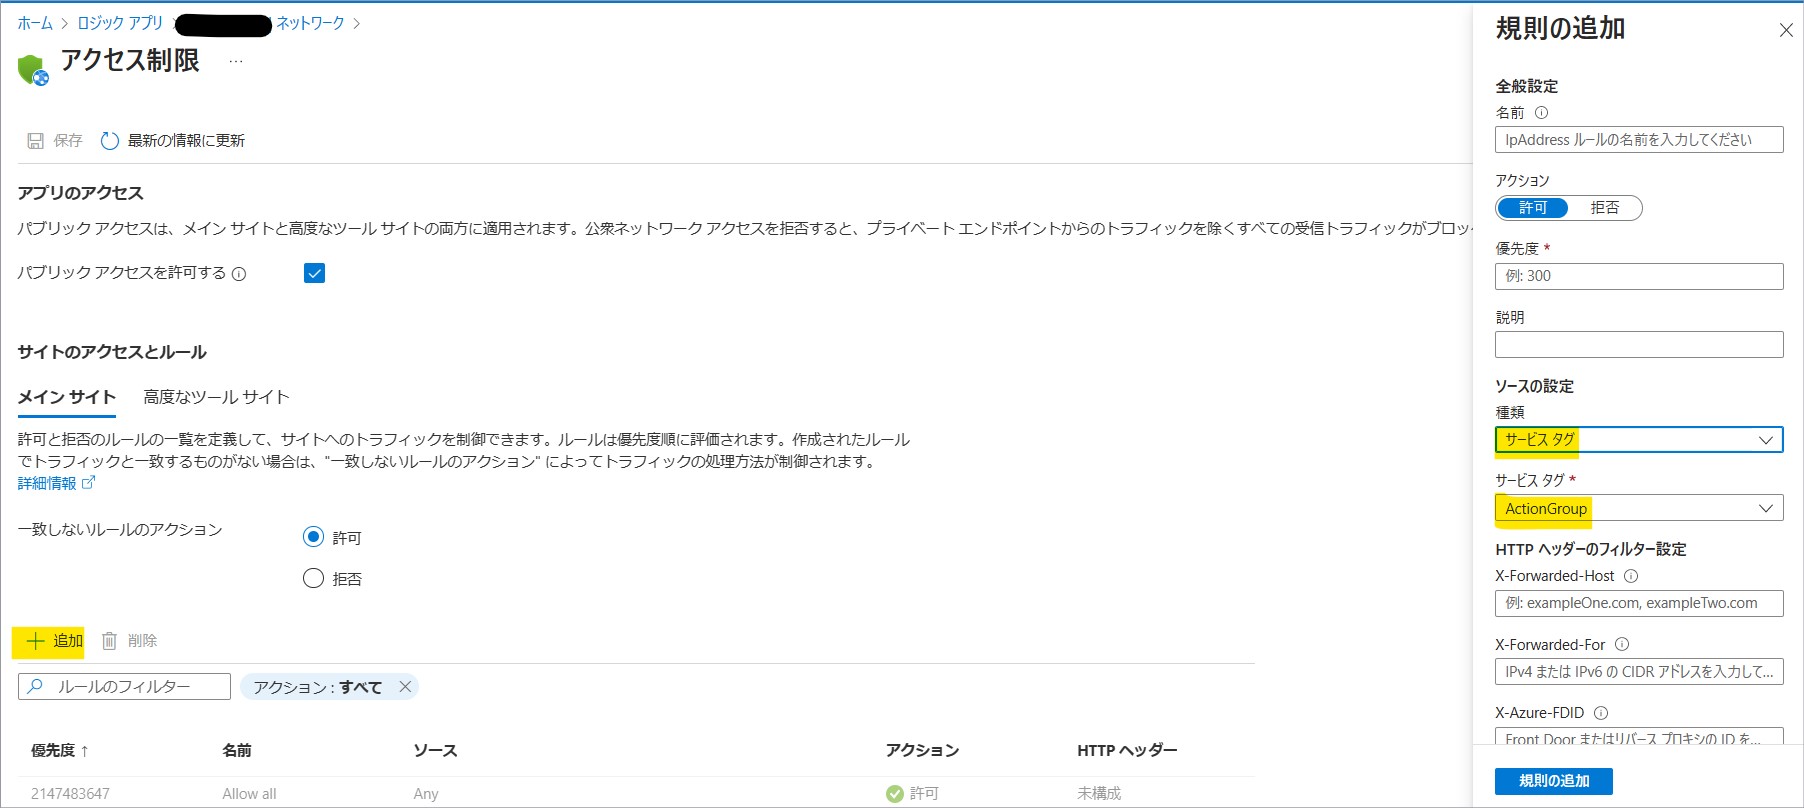 ホーム > ロジック アプリ > ネットワーク >
アクセス制限 …
保存 最新の情報に更新
アプリのアクセス
パブリック アクセスは、メイン サイトと高度なツール サイトの両方に適用されます。公衆ネットワーク アクセスを拒否すると、プライベート エンドポイントからのトラフィックを除くすべての受信トラフィックがブロッ
パブリック アクセスを許可する
サイトのアクセスとルール
メイン サイト 高度なツール サイト
許可と拒否のルールの一覧を定義して、サイトへのトラフィックを制御できます。ルールは優先度順に評価されます。作成されたルール
でトラフィックと一致するものがない場合は、"一致しないルールのアクション" によってトラフィックの処理方法が制御されます。
詳細情報
一致しないルールのアクション
許可
拒否
追加 削除
ルールのフィルター アクション : すべて
優先度 ↑ 名前 ソース アクション HTTP ヘッダー
2147483647 Allow all Any 許可 未構成
規則の追加
全般設定
名前
IpAddress ルールの名前を入力してください
アクション
許可 拒否
優先度 *
例: 300
説明
ソースの設定
種類
サービス タグ
サービス タグ *
ActionGroup
HTTP ヘッダーのフィルター設定
X-Forwarded-Host
例: exampleOne.com, exampleTwo.com
X-Forwarded-For
IPv4 または IPv6 の CIDR アドレスを入力して...
X-Azure-FDID
Front Door またはリバース プロキシの ID を...
規則の追加